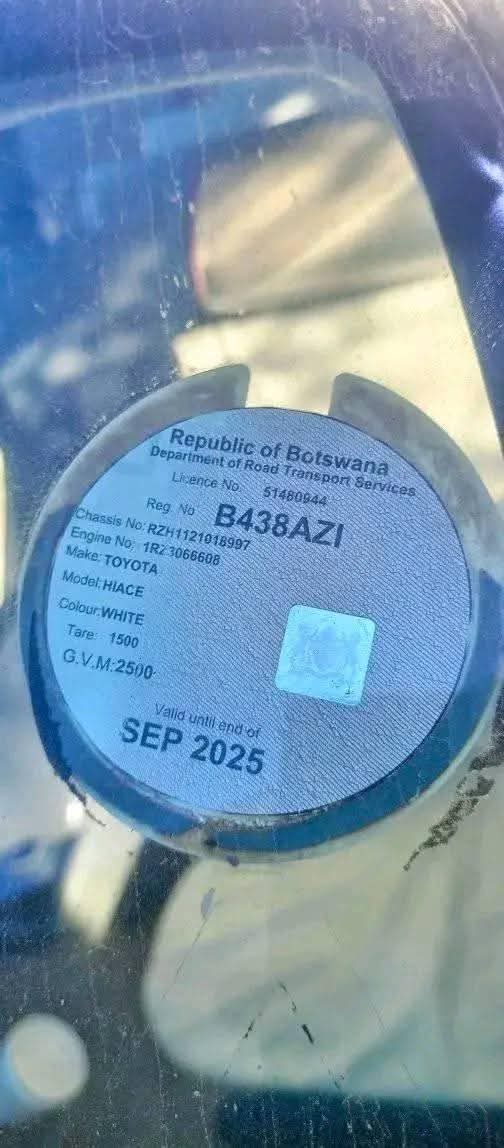 Republic of Botswana
Department of Road Transport Services
Licence No. 51480944
Reg. No B438AZI
Chassis No: RZH1121018997
Engine No: 1RZ3066608
Make: TOYOTA
Model: HIACE
Colour: WHITE
Tare: 1500
G.V.M: 2500
Valid until end of
SEP 2025